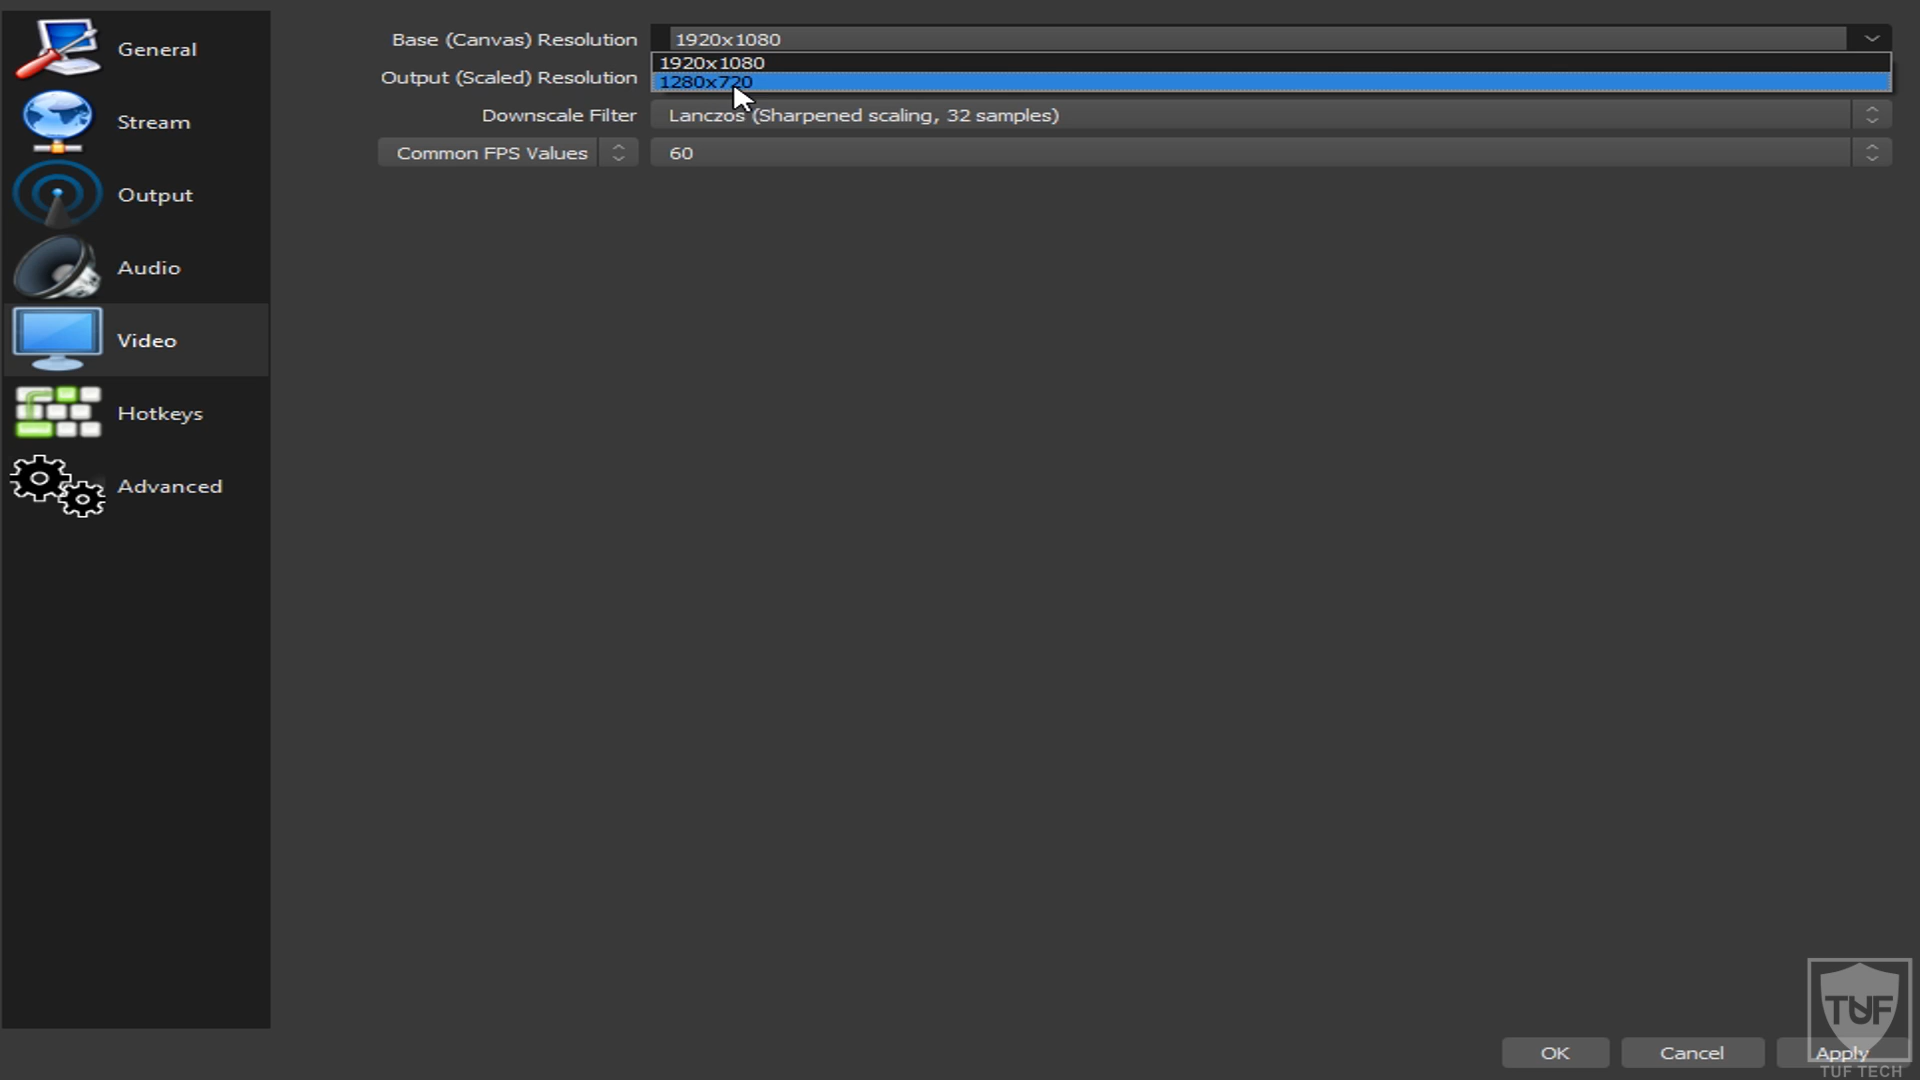 General
Stream
Output
Audio
Video
Hotkeys
Advanced
Base (Canvas) Resolution 1920x1080
1920x1080
Output (Scaled) Resolution 1280x720
Downscale Filter Lanczos (Sharpened scaling, 32 samples)
Common FPS Values 60
OK Cancel Apply
TUF
TUF TECH